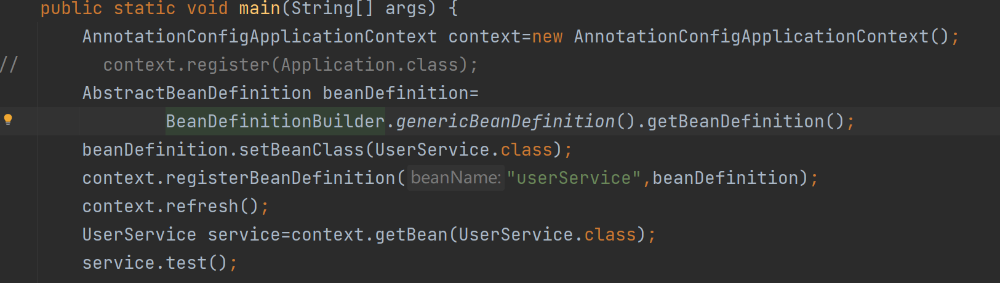 public static void main(String[] args) {
AnnotationConfigApplicationContext context=new AnnotationConfigApplicationContext();
// context.register(Application.class);
AbstractBeanDefinition beanDefinition=
BeanDefinitionBuilder.genericBeanDefinition().getBeanDefinition();
beanDefinition.setBeanClass(UserService.class);
context.registerBeanDefinition( beanName: "userService",beanDefinition);
context.refresh();
UserService service=context.getBean(UserService.class);
service.test();